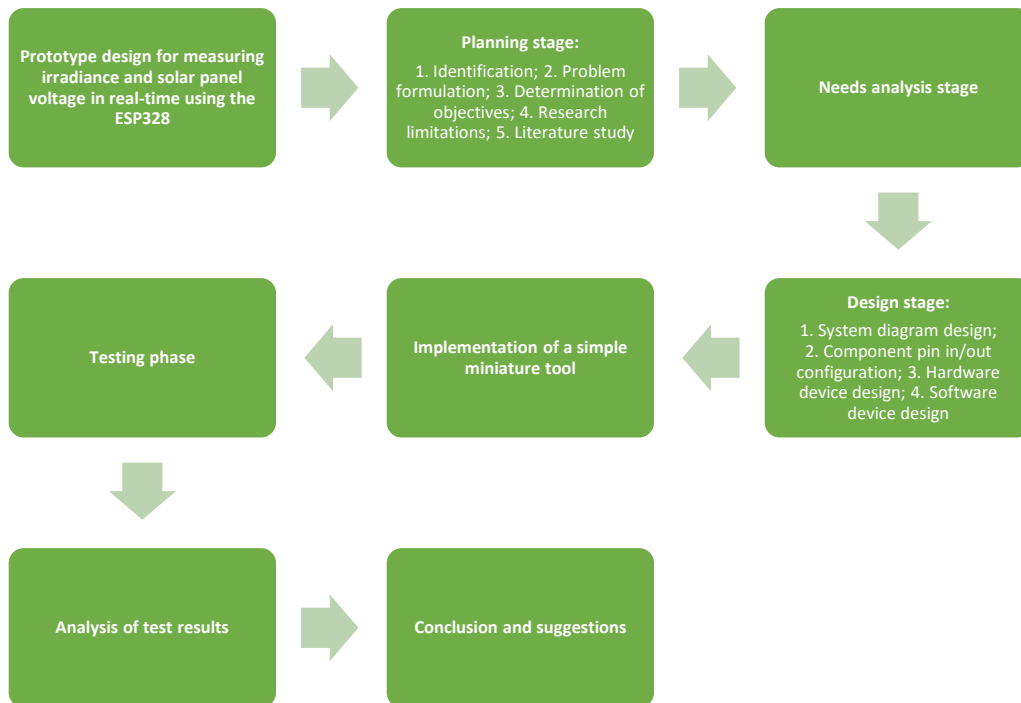 Prototype design for measuring
irradiance and solar panel
voltage in real-time using the
ESP328
Planning stage:
1. Identification; 2. Problem
formulation; 3. Determination of
objectives; 4. Research
limitations; 5. Literature study
Needs analysis stage
Design stage:
1. System diagram design;
2. Component pin in/out
configuration; 3. Hardware
device design; 4. Software
device design
Implementation of a simple
miniature tool
Testing phase
Analysis of test results
Conclusion and suggestions